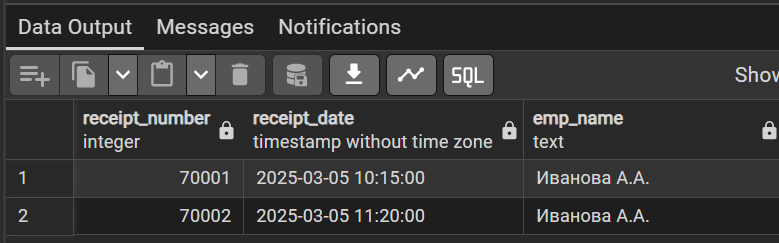 Data Output Messages Notifications
SQL Show
receipt_number receipt_date emp_name
integer timestamp without time zone text
1 70001 2025-03-05 10:15:00 Иванова А.А.
2 70002 2025-03-05 11:20:00 Иванова А.А.